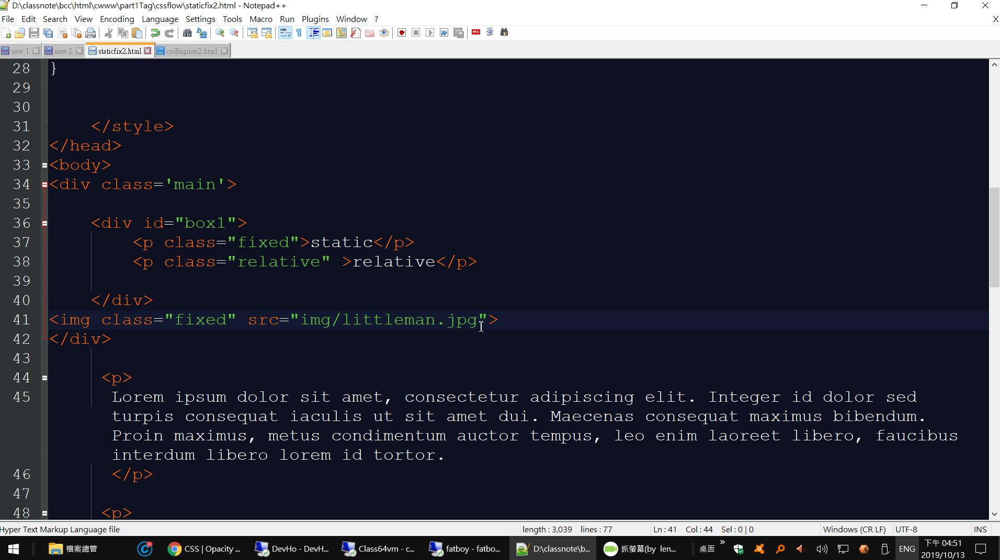 D:\classnote\bcc\html\cwww\part1Tag\cssflow\staticfix2.html - Notepad++
File Edit Search View Encoding Language Settings Tools Macro Run Plugins Window ? X
new 1 new 2 staticfix2.html cssBeginer2.html
28 }
29
30
31 </style>
32 </head>
33 <body>
34 <div class='main'>
35
36 <div id="box1">
37 <p class="fixed">static</p>
38 <p class="relative" >relative</p>
39
40 </div>
41 <img class="fixed" src="img/littleman.jpg">
42 </div>
43
44 <p>
45 Lorem ipsum dolor sit amet, consectetur adipiscing elit. Integer id dolor sed
turpis consequat iaculis ut sit amet dui. Maecenas consequat maximus bibendum.
Proin maximus, metus condimentum auctor tempus, leo enim laoreet libero, faucibus
interdum libero lorem id tortor.
46 </p>
47
48 <p>
Hyper Text Markup Language file length : 3,039 lines : 77 Ln : 41 Col : 44 Sel : 0 | 0 Windows (CR LF) UTF-8 INS
檔案總管 CSS | Opacity ... DevHo - DevH... Class64vm - c... fatboy - fatbo... D:\classnote\b... 抓螢幕(by len... 桌面 » ENG 下午 04:51
2019/10/13